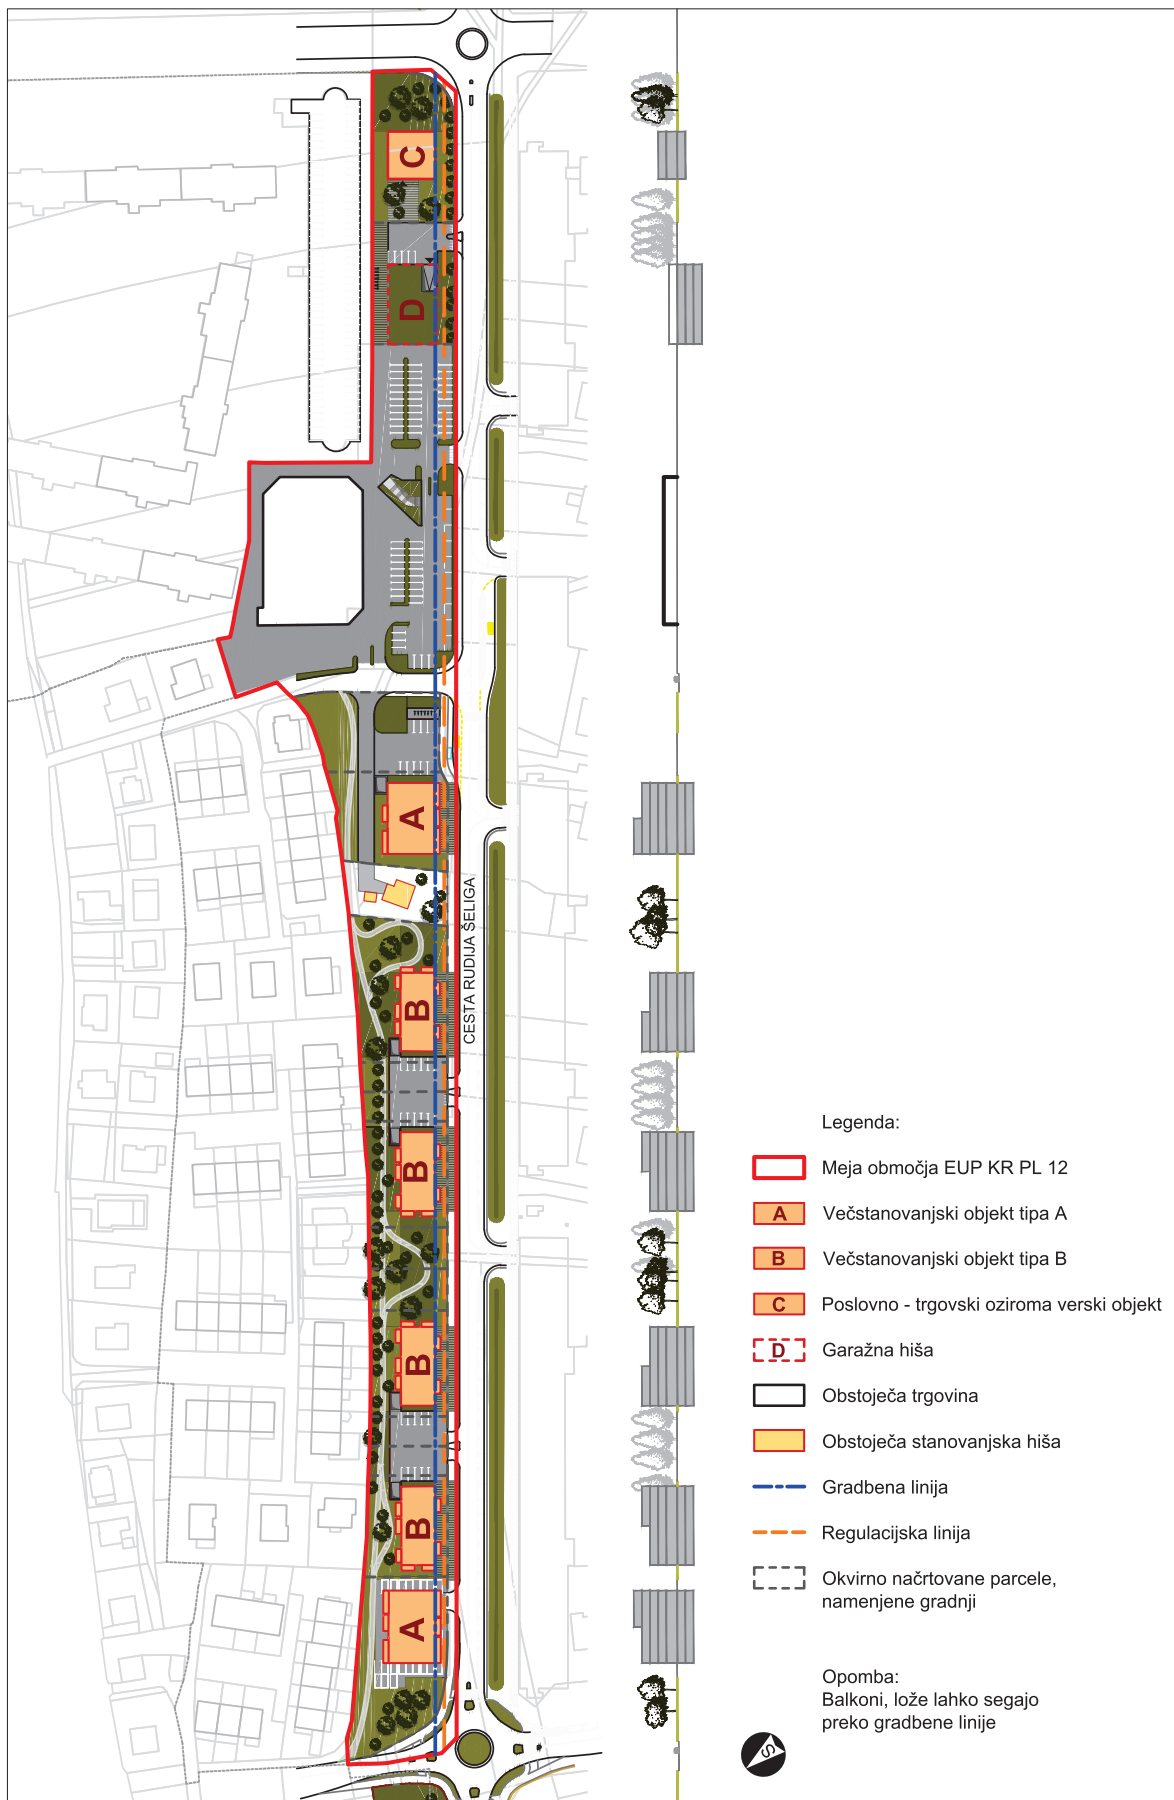 C
D
A
CESTA RUDIJA ŠELIGA
B
B
B
B
A
Legenda:
Meja območja EUP KR PL 12
A Večstanovanjski objekt tipa A
B Večstanovanjski objekt tipa B
C Poslovno - trgovski oziroma verski objekt
D Garažna hiša
Obstoječa trgovina
Obstoječa stanovanjska hiša
Gradbena linija
Regulacijska linija
Okvirno načrtovane parcele,
namenjene gradnji
Opomba:
Balkoni, lože lahko segajo
preko gradbene linije
S